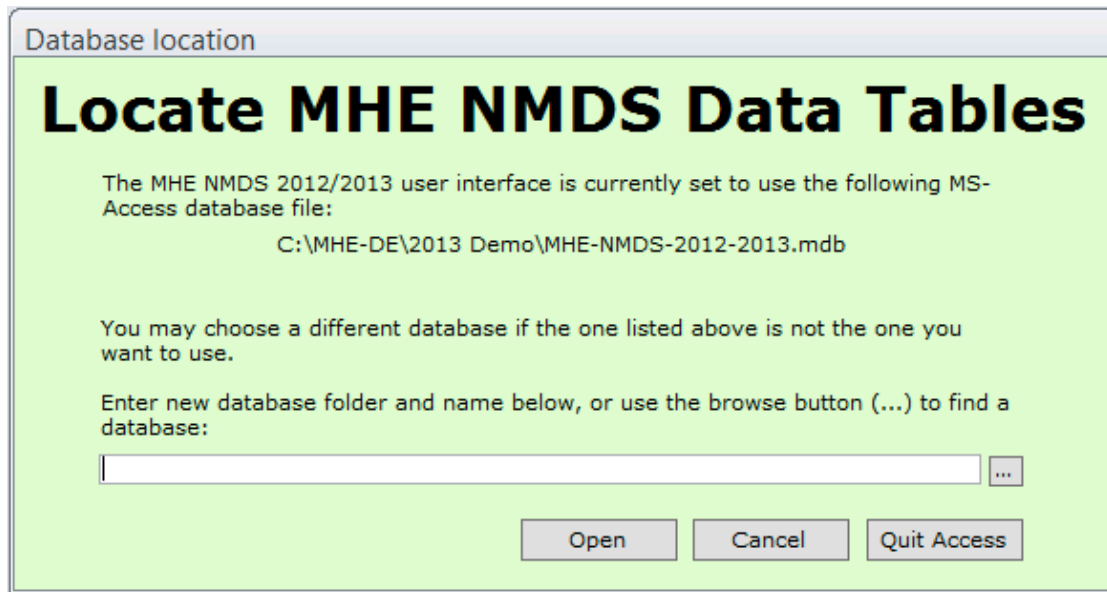 Database location
Locate MHE NMDS Data Tables
The MHE NMDS 2012/2013 user interface is currently set to use the following MS-
Access database file:
C:\MHE-DE\2013 Demo\MHE-NMDS-2012-2013.mdb
You may choose a different database if the one listed above is not the one you
want to use.
Enter new database folder and name below, or use the browse button (...) to find a
database:
...
Open Cancel Quit Access